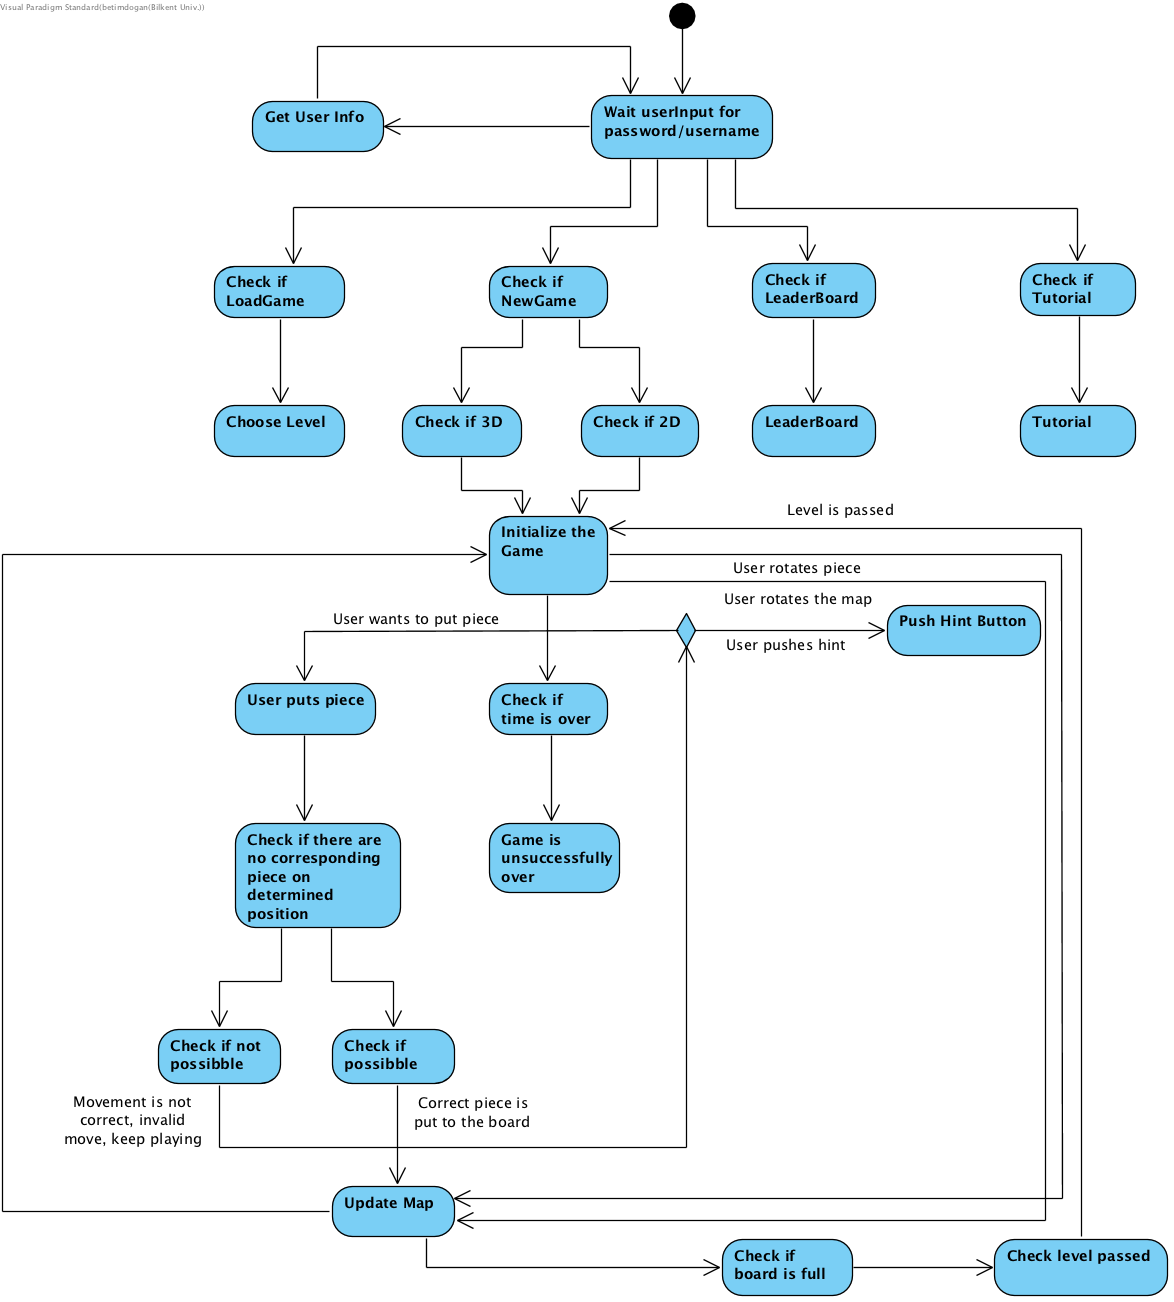 Visual Paradigm Standard(betimdogan(Bilkent Univ.))
Get User Info
Wait userInput for
password/username
Check if
LoadGame
Check if
NewGame
Check if
LeaderBoard
Check if
Tutorial
Choose Level
Check if 3D
Check if 2D
LeaderBoard
Tutorial
Level is passed
Initialize the
Game
User rotates piece
User rotates the map
User wants to put piece
Push Hint Button
User pushes hint
User puts piece
Check if
time is over
Check if there are
no corresponding
piece on
determined
position
Game is
unsuccessfully
over
Check if not
possibble
Check if
possibble
Movement is not
correct, invalid
move, keep playing
Correct piece is
put to the board
Update Map
Check if
board is full
Check level passed